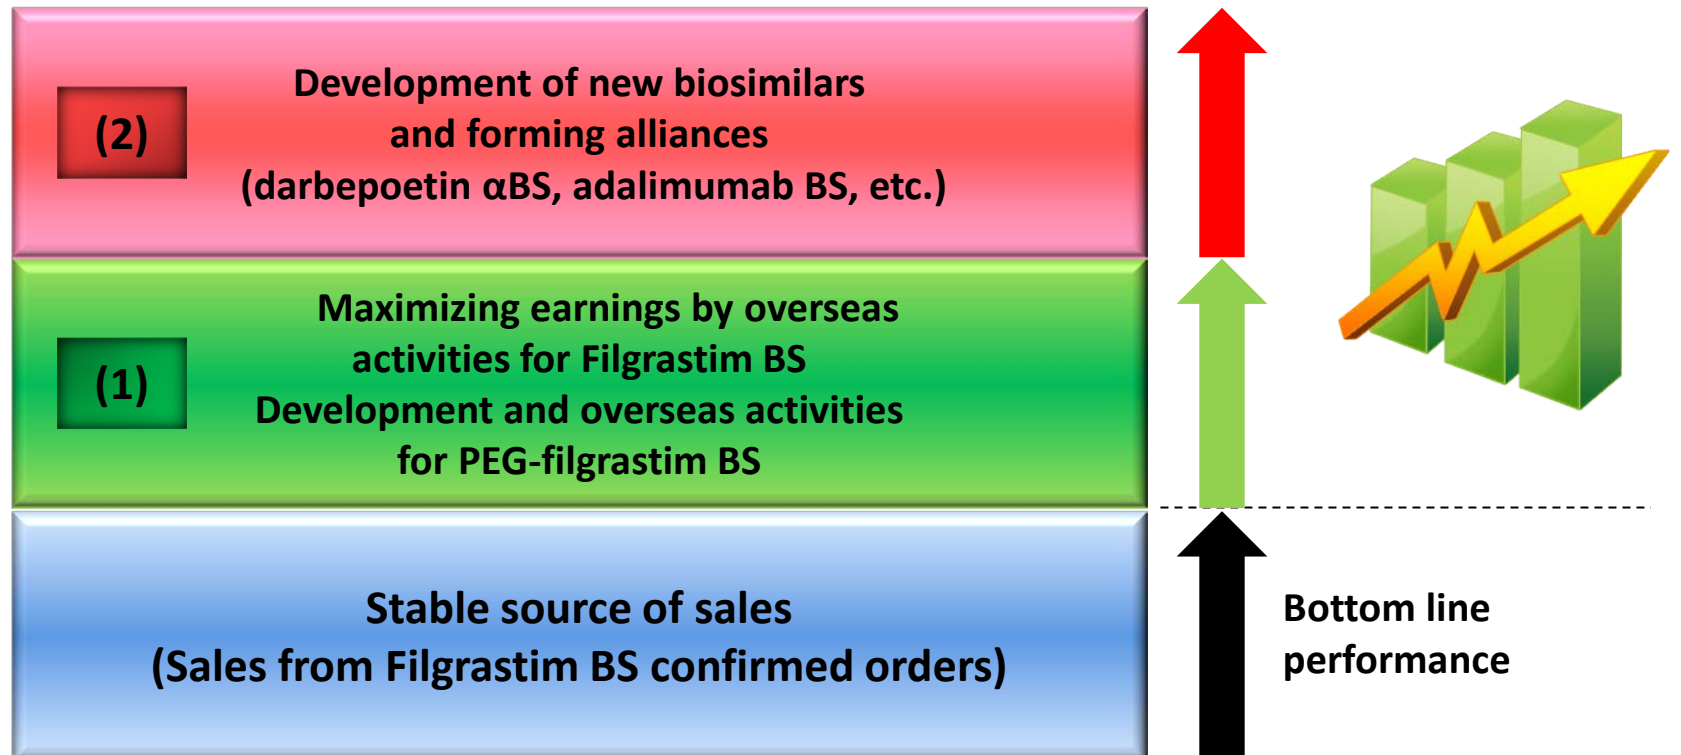 (2)
Development of new biosimilars
and forming alliances
(darbepoetin αBS, adalimumab BS, etc.)
(1)
Maximizing earnings by overseas
activities for Filgrastim BS
Development and overseas activities
for PEG-filgrastim BS
Stable source of sales
(Sales from Filgrastim BS confirmed orders)
Bottom line
performance